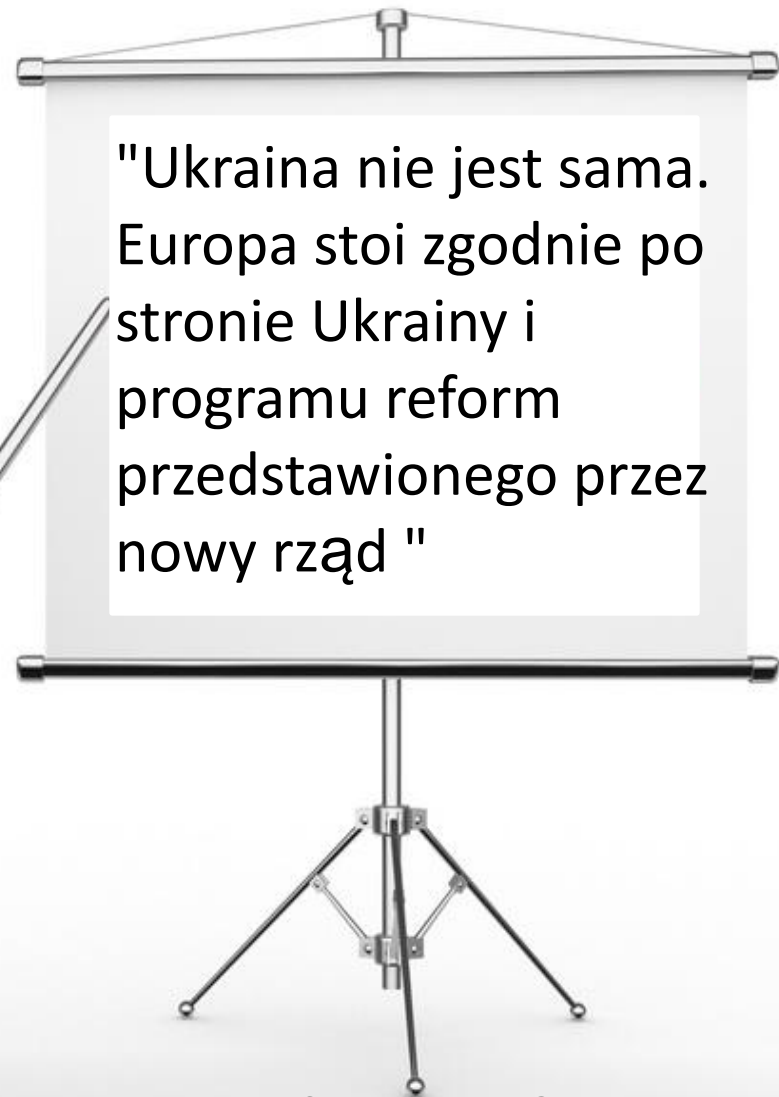 "Ukraina nie jest sama.
Europa stoi zgodnie po
stronie Ukrainy i
programu reform
przedstawionego przez
nowy rząd "